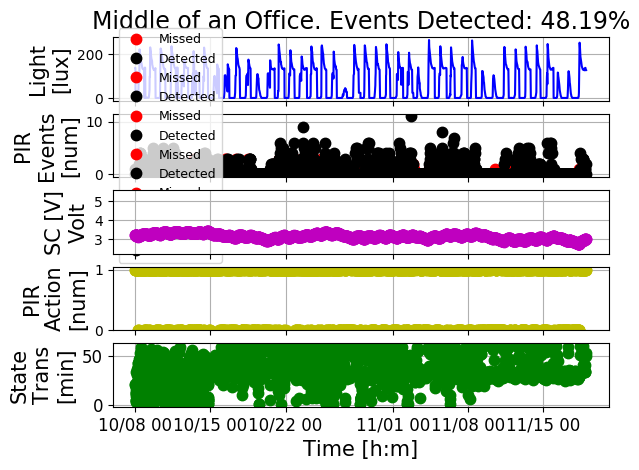 Middle of an Office. Events Detected: 48.19%
Light
[lux]
200
0
Missed
Detected
Missed
Detected
Missed
Detected
PIR
Events
[num]
10
0
SC [V]
Volt
5
4
3
PIR
Action
[num]
1
0
State
Trans
[min]
50
0
10/08 00 10/15 00 10/22 00 11/01 00 11/08 00 11/15 00
Time [h:m]